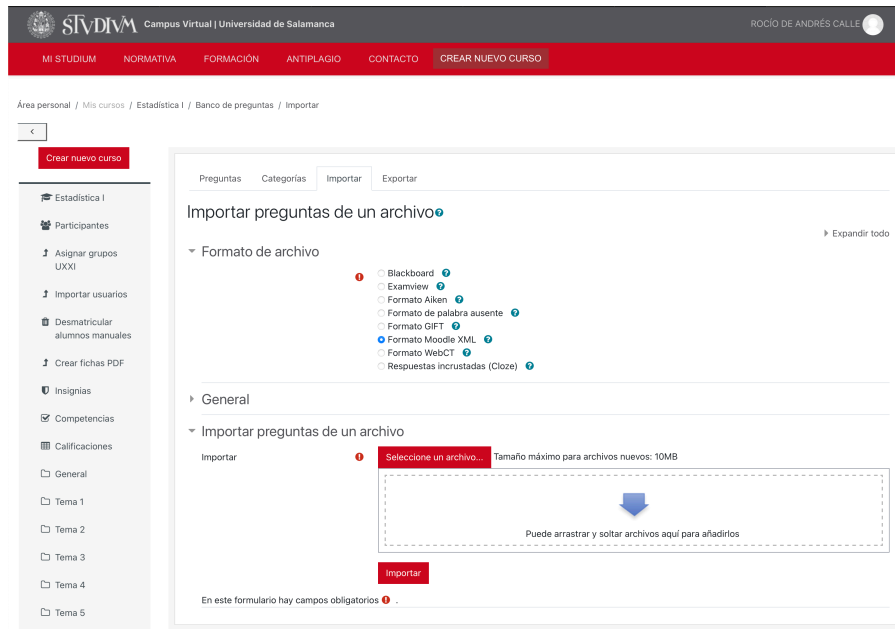 STVDIVM Campus Virtual | Universidad de Salamanca
ROCÍO DE ANDRÉS CALLE
MI STUDIUM NORMATIVA FORMACIÓN ANTIPLAGIO CONTACTO CREAR NUEVO CURSO
Área personal / Mis cursos / Estadística I / Banco de preguntas / Importar
Crear nuevo curso
Estadística I
Participantes
Asignar grupos
UXXI
Importar usuarios
Desmatricular
alumnos manuales
Crear fichas PDF
Insignias
Competencias
Calificaciones
General
Tema 1
Tema 2
Tema 3
Tema 4
Tema 5
Preguntas Categorías Importar Exportar
Importar preguntas de un archivo
Expandir todo
Formato de archivo
Blackboard
Examview
Formato Aiken
Formato de palabra ausente
Formato GIFT
Formato Moodle XML
Formato WebCT
Respuestas incrustadas (Cloze)
General
Importar preguntas de un archivo
Importar Seleccione un archivo... Tamaño máximo para archivos nuevos: 10MB
Puede arrastrar y soltar archivos aquí para añadirlos
Importar
En este formulario hay campos obligatorios .